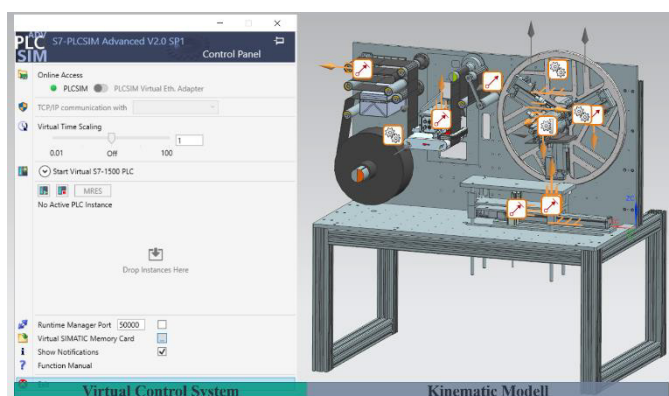 PLC ADV
SIM
S7-PLCSIM Advanced V2.0 SP1
Control Panel
Online Access
PLCSIM PLCSIM Virtual Eth. Adapter
TCP/IP communication with
Virtual Time Scaling
1
0.01 Off 100
Start Virtual S7-1500 PLC
MRES
No Active PLC Instance
Drop Instances Here
Runtime Manager Port 50000
Virtual SIMATIC Memory Card ...
Show Notifications
Function Manual
Virtual Control System
Kinematic Modell